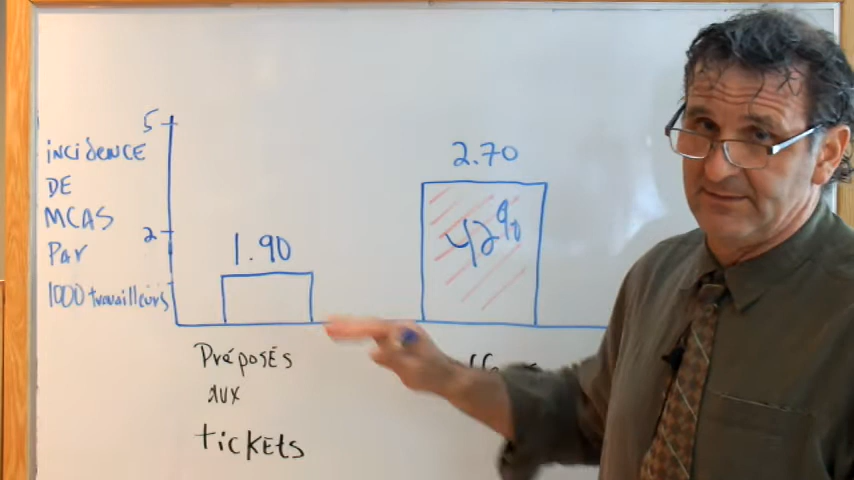 5
INCIDENCE
DE
MCAS
PAR
1000 travailleurs
2
1.90
2.70
42%
Préposés
aux
tickets